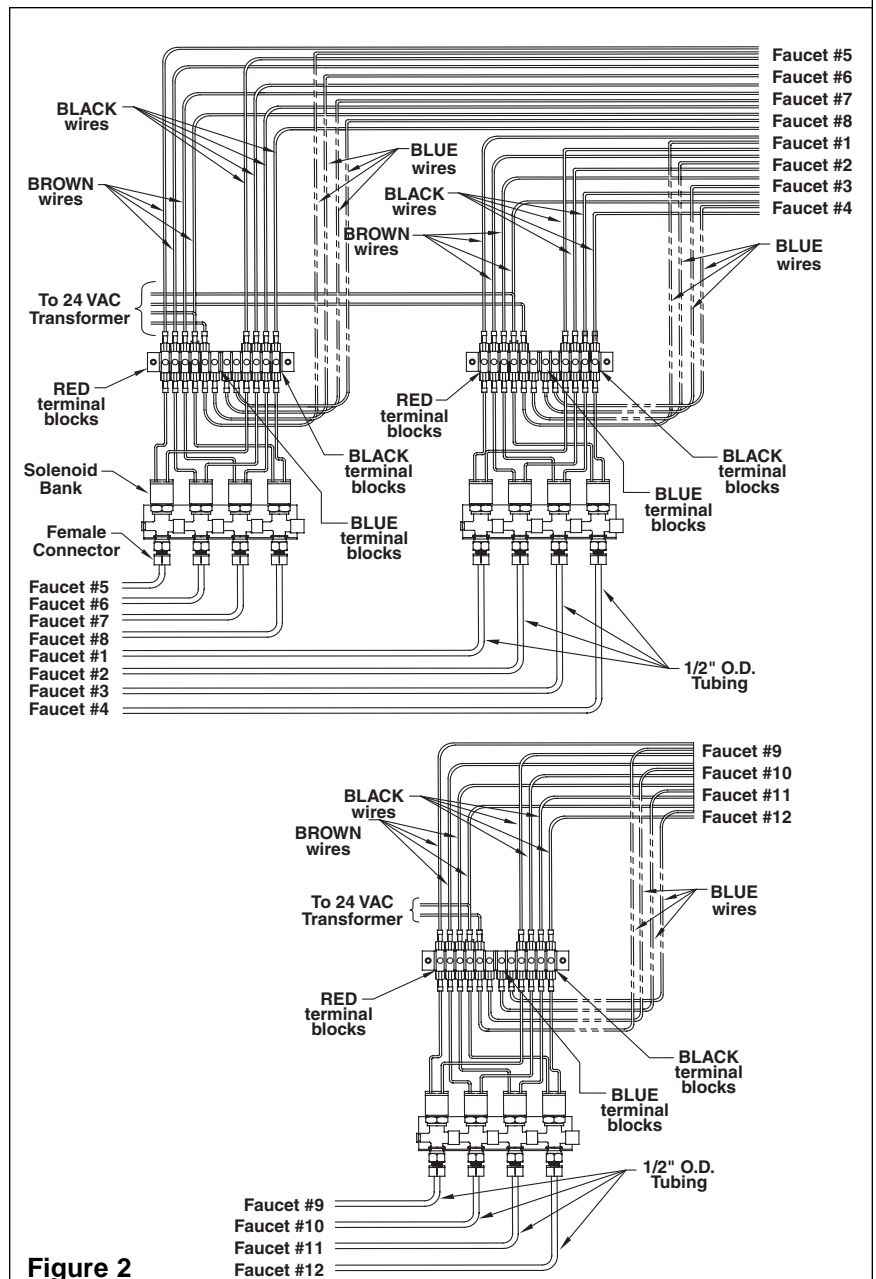 Faucet #5
Faucet #6
Faucet #7
Faucet #8
Faucet #1
Faucet #2
Faucet #3
Faucet #4
BLACK
wires
BROWN
wires
BLUE
wires
BLACK
wires
BROWN
wires
BLUE
wires
To 24 VAC
Transformer
RED
terminal
blocks
BLACK
terminal
blocks
BLUE
terminal
blocks
RED
terminal
blocks
BLACK
terminal
blocks
BLUE
terminal
blocks
Solenoid
Bank
Female
Connector
Faucet #5
Faucet #6
Faucet #7
Faucet #8
Faucet #1
Faucet #2
Faucet #3
Faucet #4
1/2" O.D.
Tubing
Faucet #9
Faucet #10
Faucet #11
Faucet #12
BLACK
wires
BROWN
wires
To 24 VAC
Transformer
BLUE
wires
RED
terminal
blocks
BLACK
terminal
blocks
BLUE
terminal
blocks
1/2" O.D.
Tubing
Faucet #9
Faucet #10
Faucet #11
Faucet #12
Figure 2